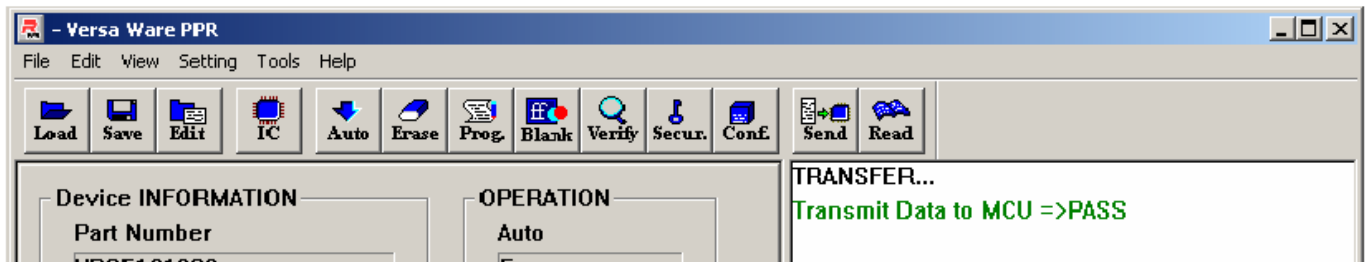 - Versa Ware PPR
File Edit View Setting Tools Help
Load Save Edit IC Auto Erase Prog. Blank Verify Secur. Conf. Send Read
TRANSFER...
Transmit Data to MCU =>PASS
Device INFORMATION
Part Number
OPERATION
Auto